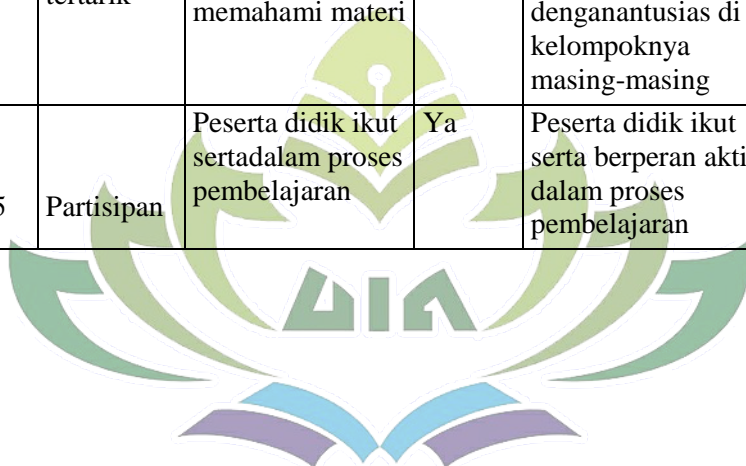 tertarik
memahami materi
denganantusias di
kelompoknya
masing-masing
5
Partisipan
Peserta didik ikut
sertadalam proses
pembelajaran
Ya
Peserta didik ikut
serta berperan akti
dalam proses
pembelajaran
UIN